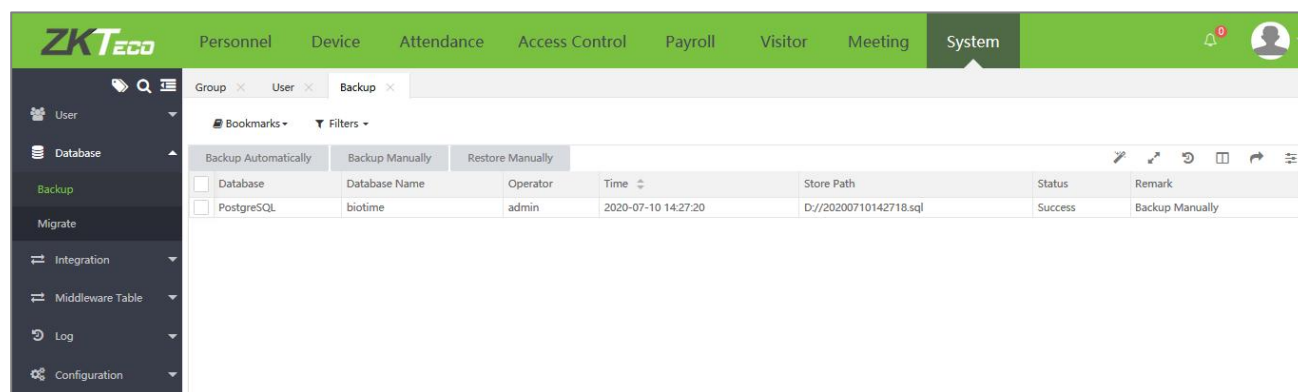 ZKTECO Personnel Device Attendance Access Control Payroll Visitor Meeting System 0
Group User Backup
User
Bookmarks Filters
Database
Backup Automatically Backup Manually Restore Manually
Database Database Name Operator Time Store Path Status Remark
Backup
PostgreSQL biotime admin 2020-07-10 14:27:20 D://20200710142718.sql Success Backup Manually
Migrate
Integration
Middleware Table
Log
Configuration